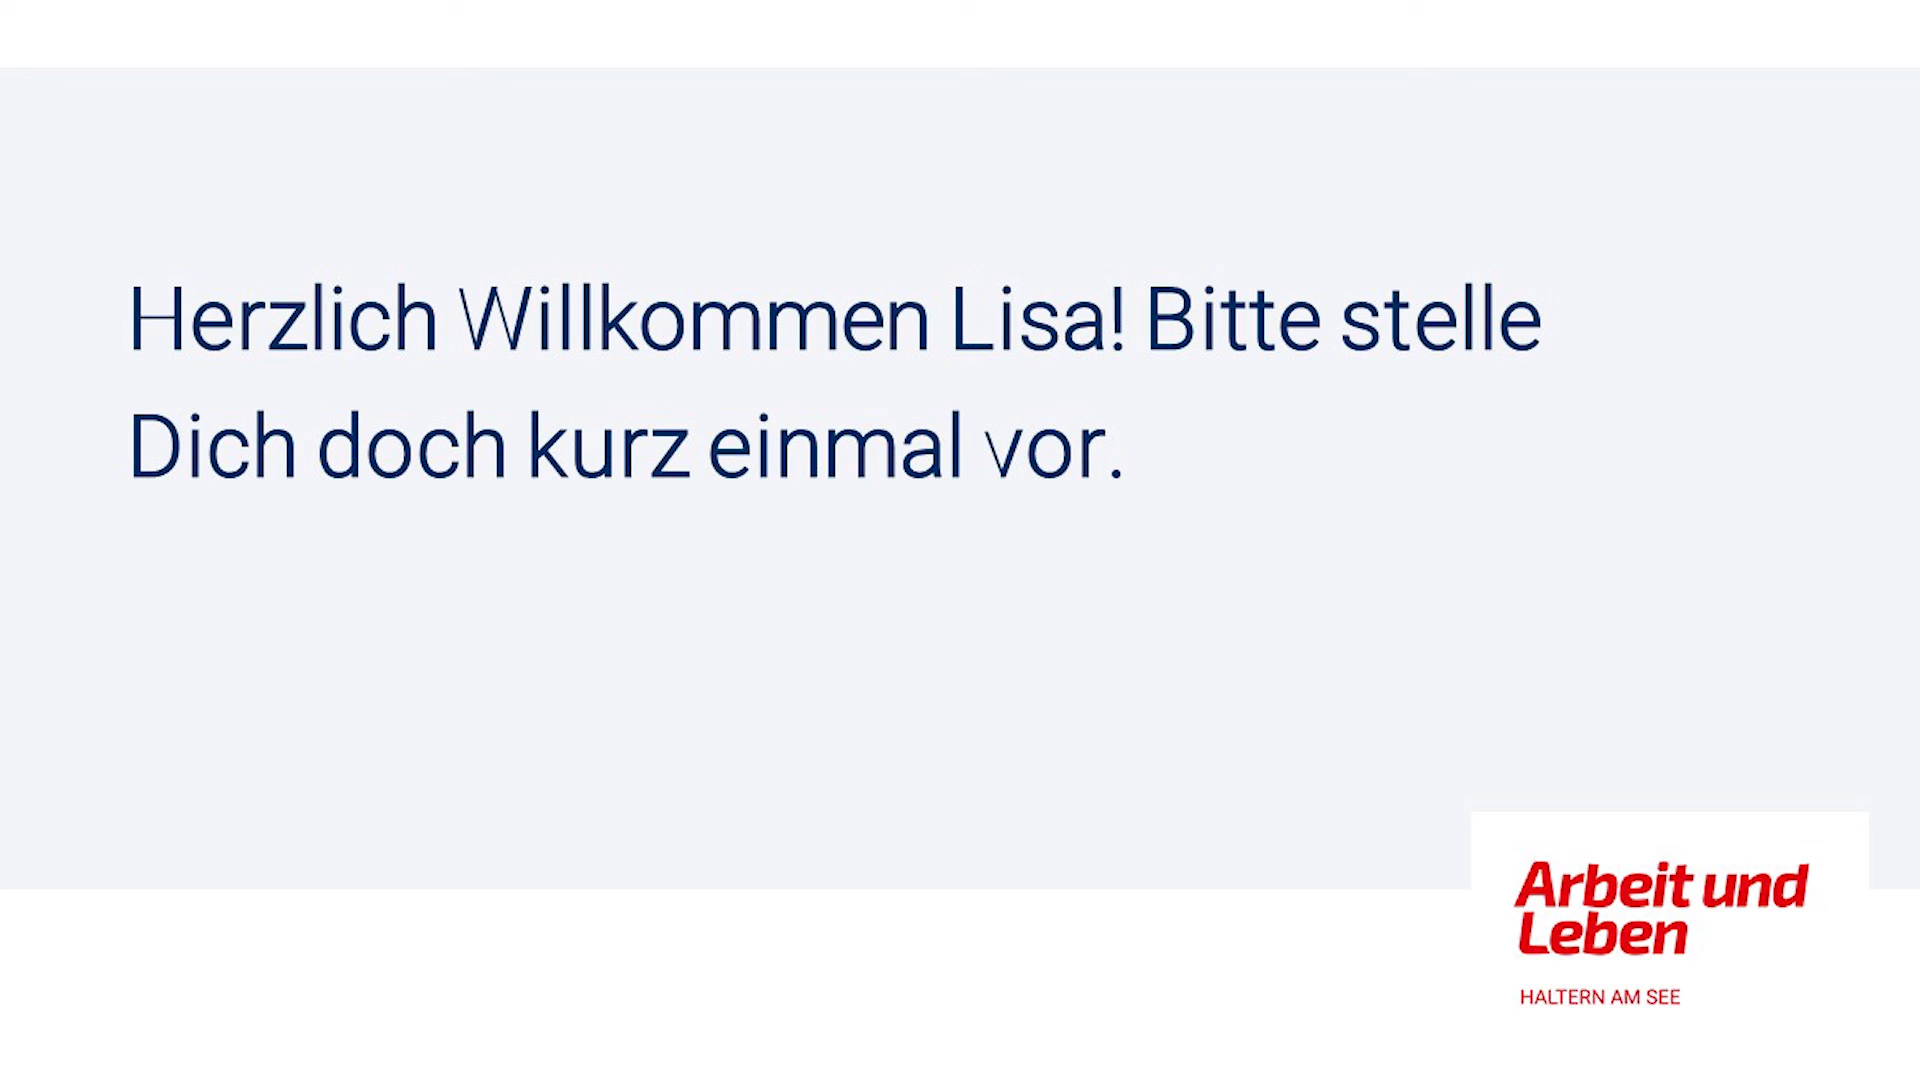 Herzlich Willkommen Lisa! Bitte stelle
Dich doch kurz einmal vor.
Arbeit und
Leben
HALTERN AM SEE